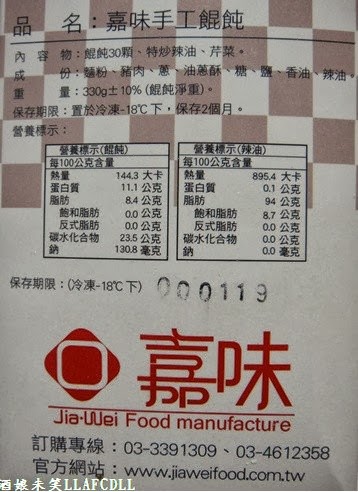 品　名：嘉味手工餛飩
內　容　物：餛飩30顆、特炒辣油、芹菜。
成　　份：麵粉、豬肉、蔥、油蔥酥、糖、鹽、香油、辣油。
重　　量：330g±10% (餛飩淨重)。
保存期限：置於冷凍-18℃下，保存2個月。
營養標示：
營養標示(餛飩)
每100公克含量
熱量 144.3 大卡
蛋白質 11.1 公克
脂肪 8.4 公克
飽和脂肪 0.0 公克
反式脂肪 0.0 公克
碳水化合物 23.5 公克
鈉 130.8 毫克
營養標示(辣油)
每100公克含量
熱量 895.4 大卡
蛋白質 0.1 公克
脂肪 94 公克
飽和脂肪 8.7 公克
反式脂肪 0.0 公克
碳水化合物 0.0 公克
鈉 0.0 毫克
保存期限：(冷凍-18℃下) 000119
嘉味
Jia-Wei Food manufacture
訂購專線：03-3391309、03-4612358
官方網站：www.jiaweifood.com.tw
酒娘未笑LLAFCDLL